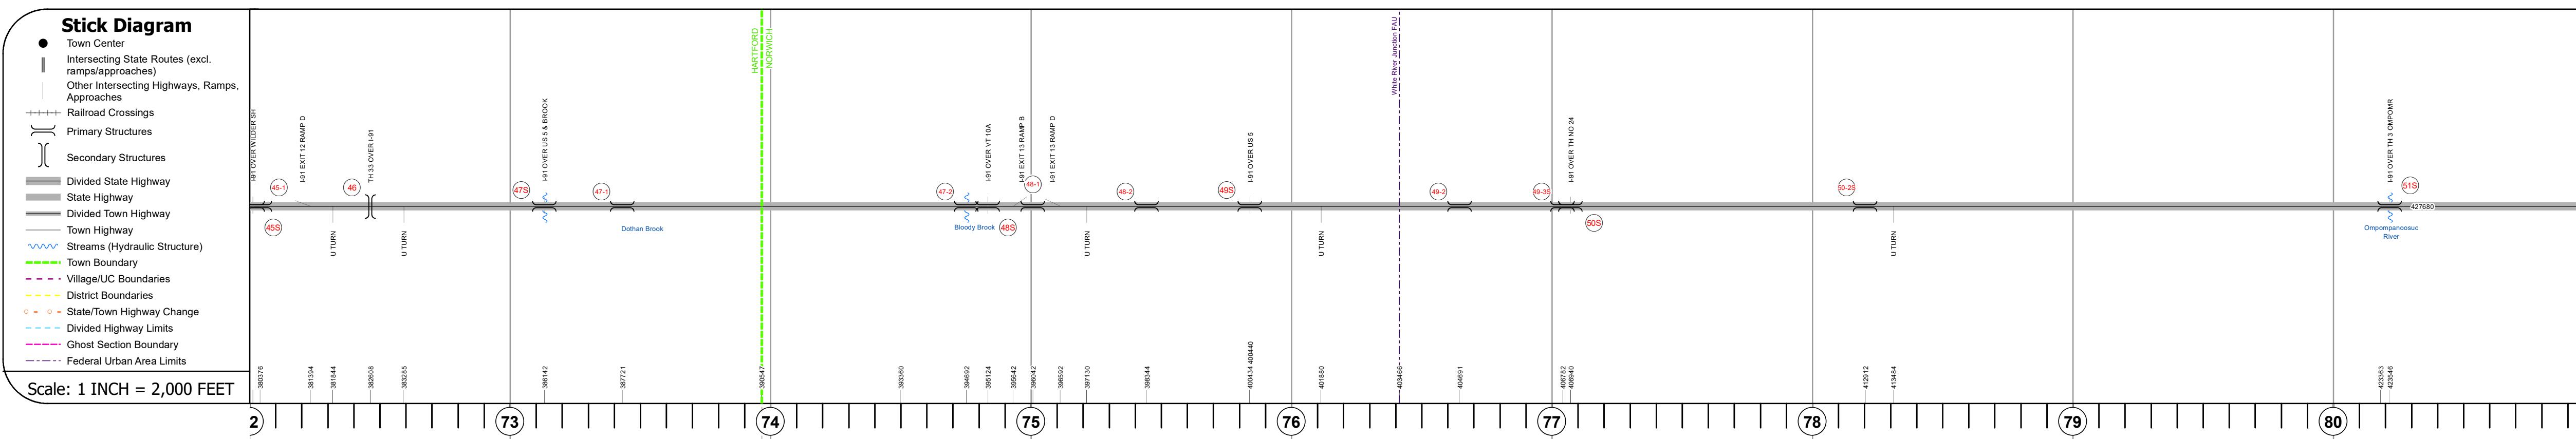 Stick Diagram
Town Center
Intersecting State Routes (excl.
ramps/approaches)
Other Intersecting Highways, Ramps,
Approaches
Railroad Crossings
Primary Structures
Secondary Structures
Divided State Highway
State Highway
Divided Town Highway
Town Highway
Streams (Hydraulic Structure)
Town Boundary
Village/UC Boundaries
District Boundaries
State/Town Highway Change
Divided Highway Limits
Ghost Section Boundary
Federal Urban Area Limits
Scale: 1 INCH = 2,000 FEET
HARTFORD
NORWICH
White River Junction FAU
I-91 OVER WILDER SH
I-91 EXIT 12 RAMP D
TH 33 OVER I-91
I-91 OVER US 5 & BROOK
I-91 OVER VT 10A
I-91 EXIT 13 RAMP B
I-91 EXIT 13 RAMP D
I-91 OVER US 5
I-91 OVER TH NO 24
I-91 OVER TH 3 OMPOMR
45-1
46
47S
47-1
47-2
48-1
48-2
49S
49-2
49-3S
50-2S
51S
427680
45S
48S
50S
Dothan Brook
Bloody Brook
Ompompanoosuc
River
U TURN
U TURN
U TURN
U TURN
U TURN
380376
381394
381844
382608
383285
386142
387721
390547
393360
394692
395124
395642
396042
396592
397130
398344
400434 400440
401880
403466
404691
406782
406940
412912
413484
423363
423546
2
73
74
75
76
77
78
79
80